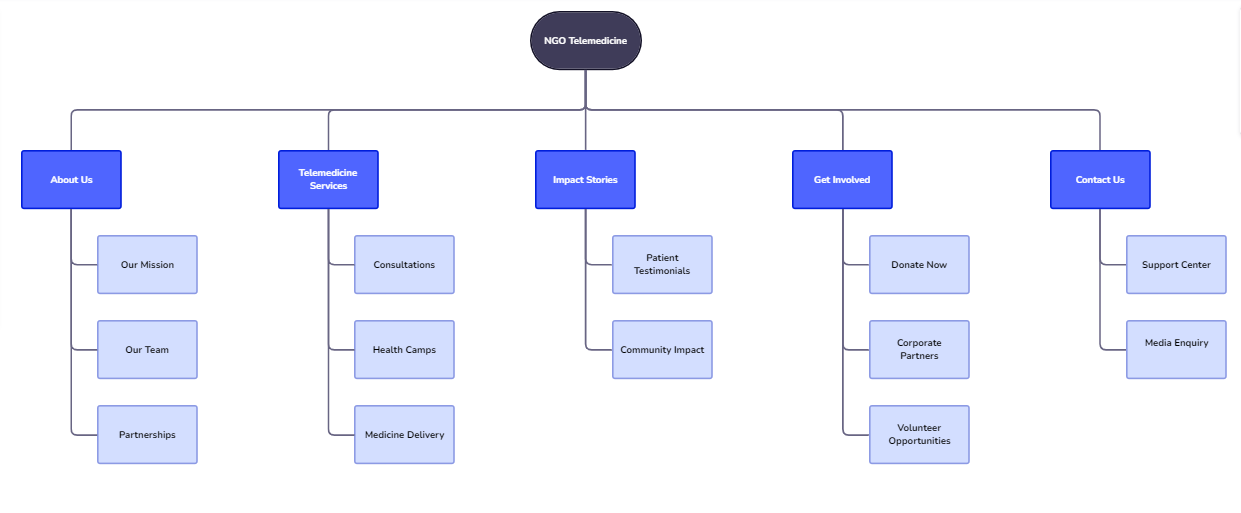 NGO Telemedicine
About Us
Telemedicine
Services
Impact Stories
Get Involved
Contact Us
Our Mission
Consultations
Patient
Testimonials
Donate Now
Support Center
Our Team
Health Camps
Community Impact
Corporate
Partners
Media Enquiry
Partnerships
Medicine Delivery
Volunteer
Opportunities